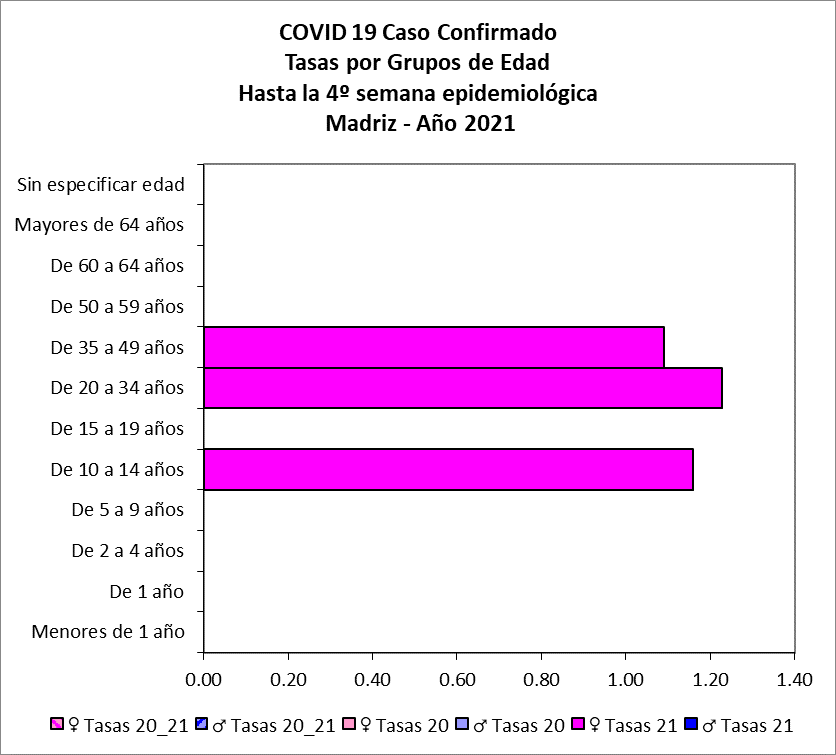 COVID 19 Caso Confirmado
Tasas por Grupos de Edad
Hasta la 4º semana epidemiológica
Madriz - Año 2021
Sin especificar edad
Mayores de 64 años
De 60 a 64 años
De 50 a 59 años
De 35 a 49 años
De 20 a 34 años
De 15 a 19 años
De 10 a 14 años
De 5 a 9 años
De 2 a 4 años
De 1 año
Menores de 1 año
0.00 0.20 0.40 0.60 0.80 1.00 1.20 1.40
♀ Tasas 20_21 ♂ Tasas 20_21 ♀ Tasas 20 ♂ Tasas 20 ♀ Tasas 21 ♂ Tasas 21